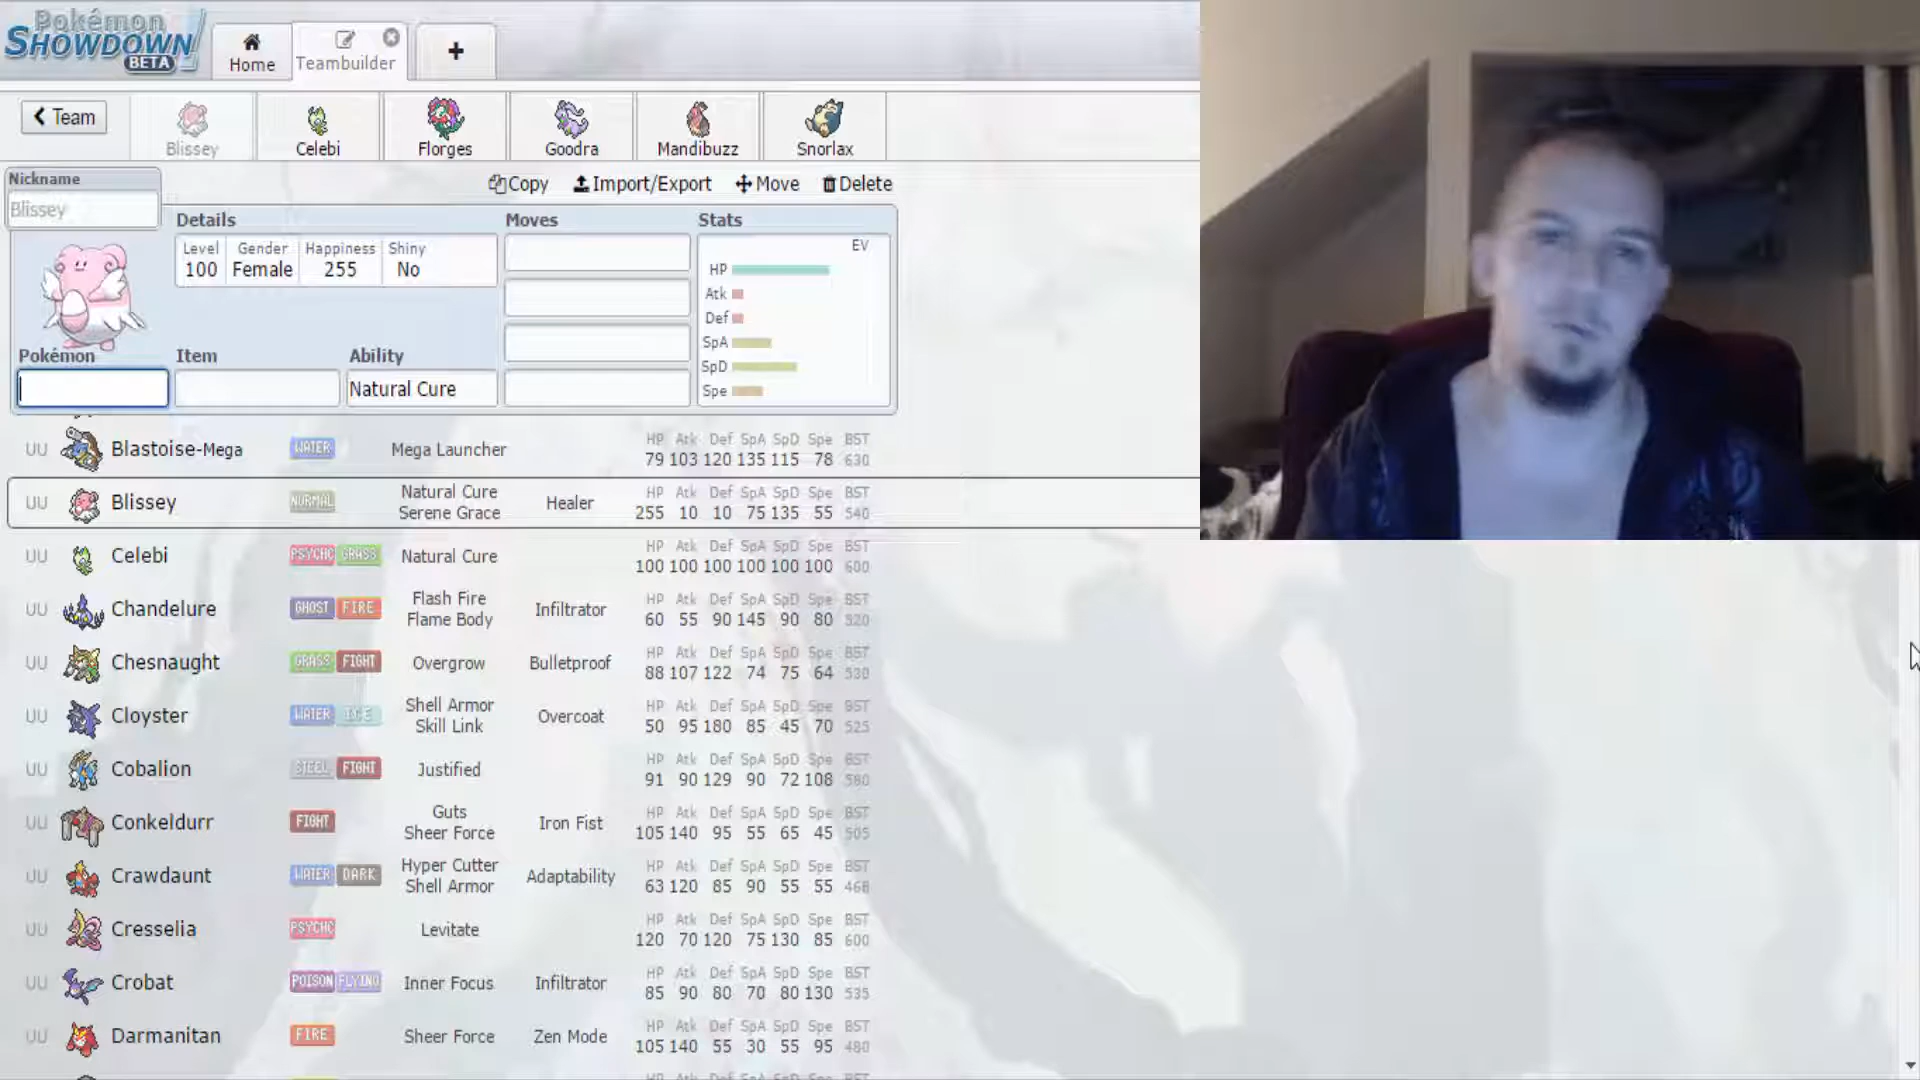 Pokémon
SHOWDOWN
BETA
Home
Teambuilder
+
Team
Blissey
Celebi
Florges
Goodra
Mandibuzz
Snorlax
Nickname
Blissey
Copy
Import/Export
Move
Delete
Details
Moves
Stats
Level Gender Happiness Shiny
100 Female 255 No
EV
HP
Atk
Def
SpA
SpD
Spe
Pokémon
Item
Ability
Natural Cure
UU Blastoise-Mega WATER Mega Launcher HP Atk Def SpA SpD Spe BST
79 103 120 135 115 78 630
UU Blissey NORMAL Natural Cure Serene Grace Healer HP Atk Def SpA SpD Spe BST
255 10 10 75 135 55 540
UU Celebi PSYCHC GRASS Natural Cure HP Atk Def SpA SpD Spe BST
100 100 100 100 100 100 600
UU Chandelure GHOST FIRE Flash Fire Flame Body Infiltrator HP Atk Def SpA SpD Spe BST
60 55 90 145 90 80 520
UU Chesnaught GRASS FIGHT Overgrow Bulletproof HP Atk Def SpA SpD Spe BST
88 107 122 74 75 64 530
UU Cloyster WATER ICE Shell Armor Skill Link Overcoat HP Atk Def SpA SpD Spe BST
50 95 180 85 45 70 525
UU Cobalion STEEL FIGHT Justified HP Atk Def SpA SpD Spe BST
91 90 129 90 72 108 580
UU Conkeldurr FIGHT Guts Sheer Force Iron Fist HP Atk Def SpA SpD Spe BST
105 140 95 55 65 45 505
UU Crawdaunt WATER DARK Hyper Cutter Shell Armor Adaptability HP Atk Def SpA SpD Spe BST
63 120 85 90 55 55 468
UU Cresselia PSYCHC Levitate HP Atk Def SpA SpD Spe BST
120 70 120 75 130 85 600
UU Crobat POISON FLYING Inner Focus Infiltrator HP Atk Def SpA SpD Spe BST
85 90 80 70 80 130 535
UU Darmanitan FIRE Sheer Force Zen Mode HP Atk Def SpA SpD Spe BST
105 140 55 30 55 95 480
HP Atk Def SpA SpD Spe BST